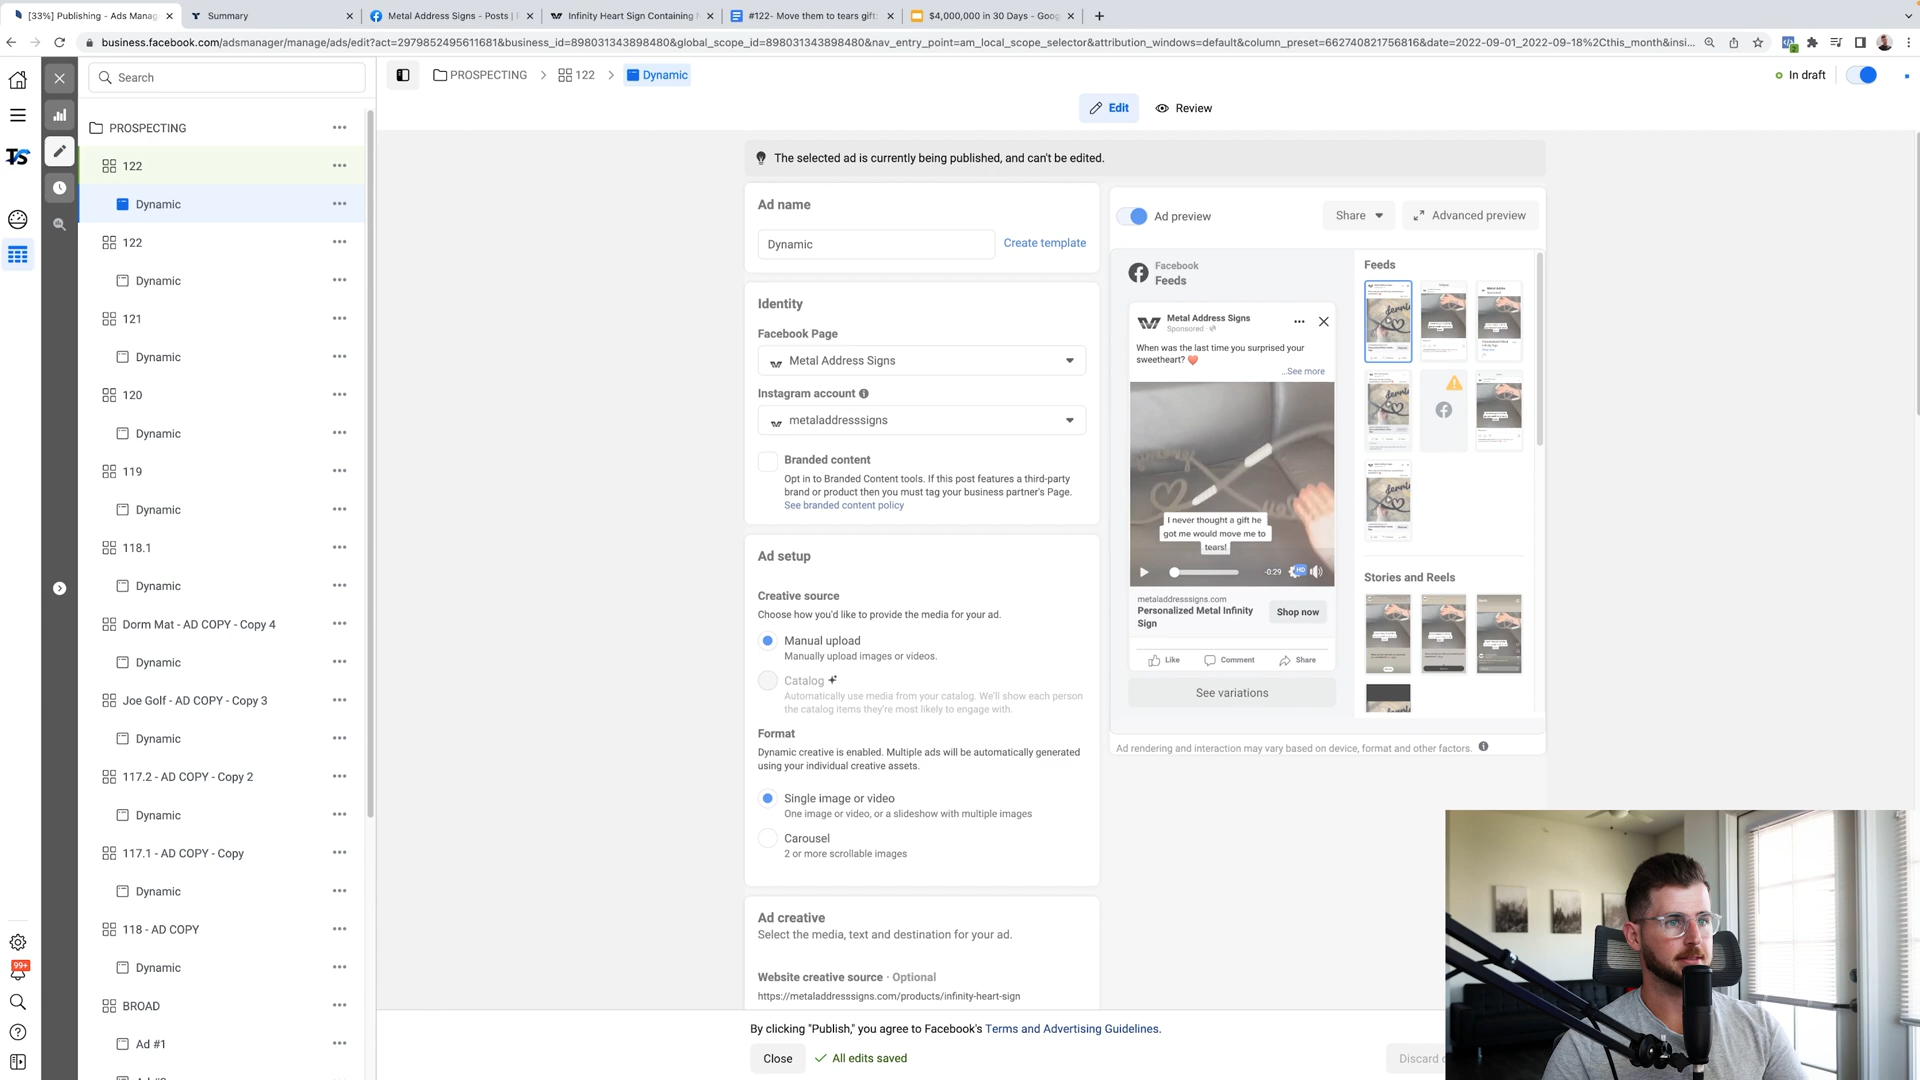 [33%] Publishing - Ads Mana
Summary
Metal Address Signs - Posts |
Infinity Heart Sign Containing
#122- Move them to tears gift
$4,000,000 in 30 Days - Goog
business.facebook.com/adsmanager/manage/ads/edit?act=2979852495611681&business_id=898031343898480&global_scope_id=898031343898480&nav_entry_point=am_local_scope_selector&attribution_windows=default&column_preset=662740821756816&date=2022-09-01_2022-09-18%2Cthis_month&insi...
Search
PROSPECTING
122
Dynamic
In draft
Edit
Review
PROSPECTING
122
Dynamic
122
Dynamic
121
Dynamic
120
Dynamic
119
Dynamic
118.1
Dynamic
Dorm Mat - AD COPY - Copy 4
Dynamic
Joe Golf - AD COPY - Copy 3
Dynamic
117.2 - AD COPY - Copy 2
Dynamic
117.1 - AD COPY - Copy
Dynamic
118 - AD COPY
Dynamic
BROAD
Ad #1
TS
99+
The selected ad is currently being published, and can't be edited.
Ad name
Dynamic
Create template
Identity
Facebook Page
Metal Address Signs
Instagram account
metaladdresssigns
Branded content
Opt in to Branded Content tools. If this post features a third-party
brand or product then you must tag your business partner's Page.
See branded content policy
Ad setup
Creative source
Choose how you'd like to provide the media for your ad.
Manual upload
Manually upload images or videos.
Catalog
Automatically use media from your catalog. We'll show each person
the catalog items they're most likely to engage with.
Format
Dynamic creative is enabled. Multiple ads will be automatically generated
using your individual creative assets.
Single image or video
One image or video, or a slideshow with multiple images
Carousel
2 or more scrollable images
Ad creative
Select the media, text and destination for your ad.
Website creative source · Optional
https://metaladdresssigns.com/products/infinity-heart-sign
Ad preview
Share
Advanced preview
Facebook
Feeds
Metal Address Signs
Sponsored ·
When was the last time you surprised your
sweetheart? ❤️
...See more
I never thought a gift he
got me would move me to
tears!
-0:29
HD
metaladdresssigns.com
Personalized Metal Infinity
Sign
Shop now
Like
Comment
Share
See variations
Feeds
Stories and Reels
Ad rendering and interaction may vary based on device, format and other factors.
By clicking "Publish," you agree to Facebook's Terms and Advertising Guidelines.
Close
All edits saved
Discard